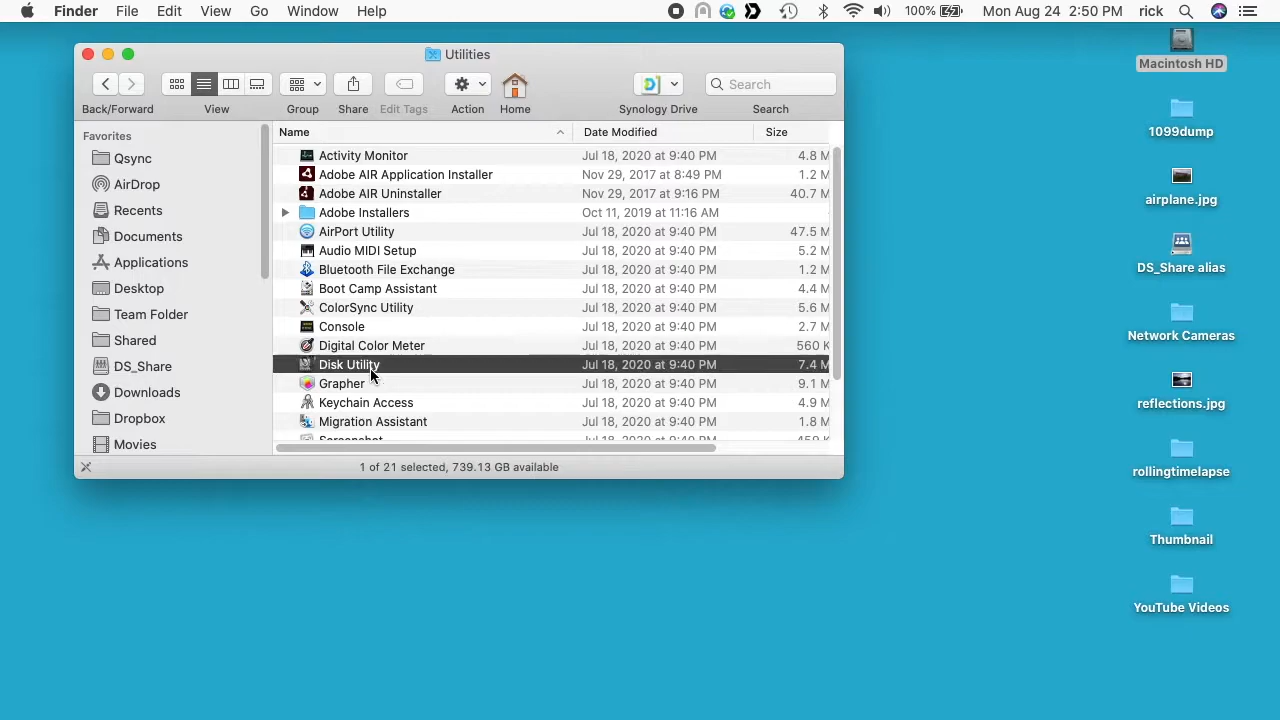 Finder File Edit View Go Window Help 100% Mon Aug 24 2:50 PM rick
Utilities
Back/Forward View Group Share Edit Tags Action Home Synology Drive Search
Search
Favorites
Qsync
AirDrop
Recents
Documents
Applications
Desktop
Team Folder
Shared
DS_Share
Downloads
Dropbox
Movies
Name Date Modified Size
Activity Monitor Jul 18, 2020 at 9:40 PM 4.8 M
Adobe AIR Application Installer Nov 29, 2017 at 8:49 PM 1.2 M
Adobe AIR Uninstaller Nov 29, 2017 at 9:16 PM 40.7 M
Adobe Installers Oct 11, 2019 at 11:16 AM
AirPort Utility Jul 18, 2020 at 9:40 PM 47.5 M
Audio MIDI Setup Jul 18, 2020 at 9:40 PM 5.2 M
Bluetooth File Exchange Jul 18, 2020 at 9:40 PM 1.2 M
Boot Camp Assistant Jul 18, 2020 at 9:40 PM 4.4 M
ColorSync Utility Jul 18, 2020 at 9:40 PM 5.6 M
Console Jul 18, 2020 at 9:40 PM 2.7 M
Digital Color Meter Jul 18, 2020 at 9:40 PM 560 K
Disk Utility Jul 18, 2020 at 9:40 PM 7.4 M
Grapher Jul 18, 2020 at 9:40 PM 9.1 M
Keychain Access Jul 18, 2020 at 9:40 PM 4.9 M
Migration Assistant Jul 18, 2020 at 9:40 PM 1.8 M
Screenshot Jul 18, 2020 at 9:40 PM 459 K
1 of 21 selected, 739.13 GB available
Macintosh HD
1099dump
airplane.jpg
DS_Share alias
Network Cameras
reflections.jpg
rollingtimelapse
Thumbnail
YouTube Videos